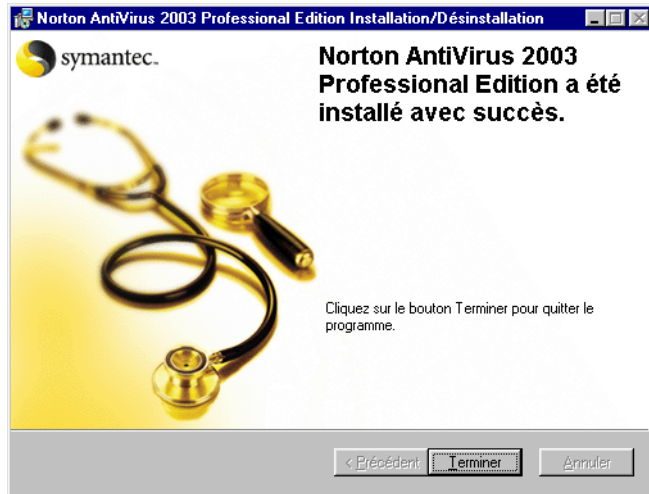 Norton AntiVirus 2003 Professional Edition Installation/Désinstallation
symantec.
Norton AntiVirus 2003
Professional Edition a été
installé avec succès.
Cliquez sur le bouton Terminer pour quitter le
programme.
< Précédent Terminer Annuler